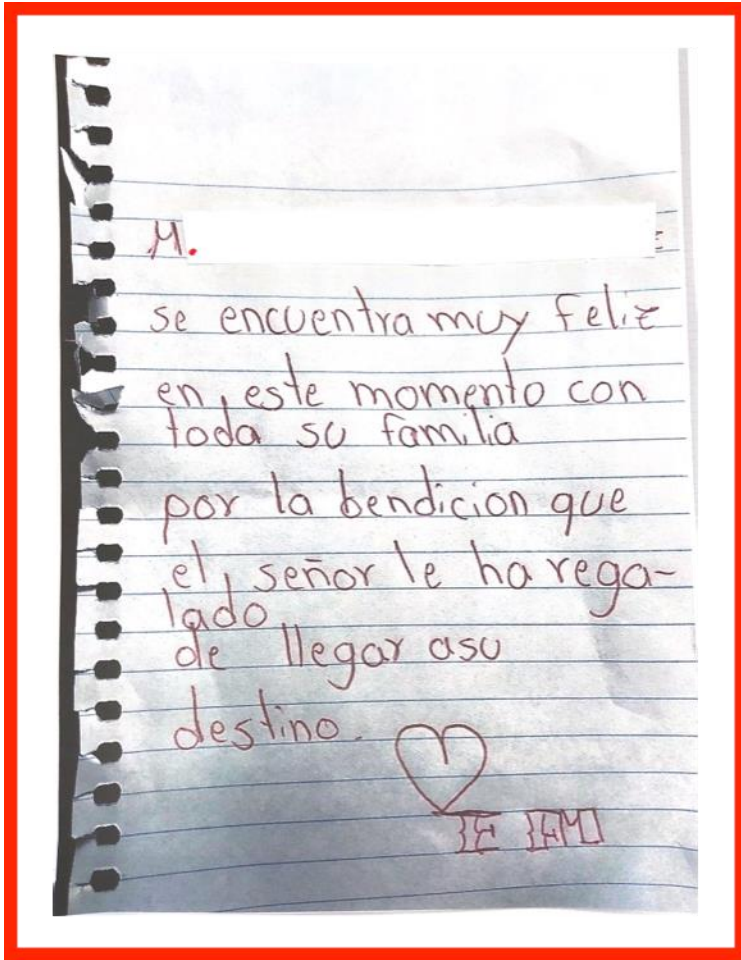 M.
se encuentra muy feliz
en este momento con
toda su familia
por la bendicion que
el señor le ha rega-
lado
de llegar asu
destino.